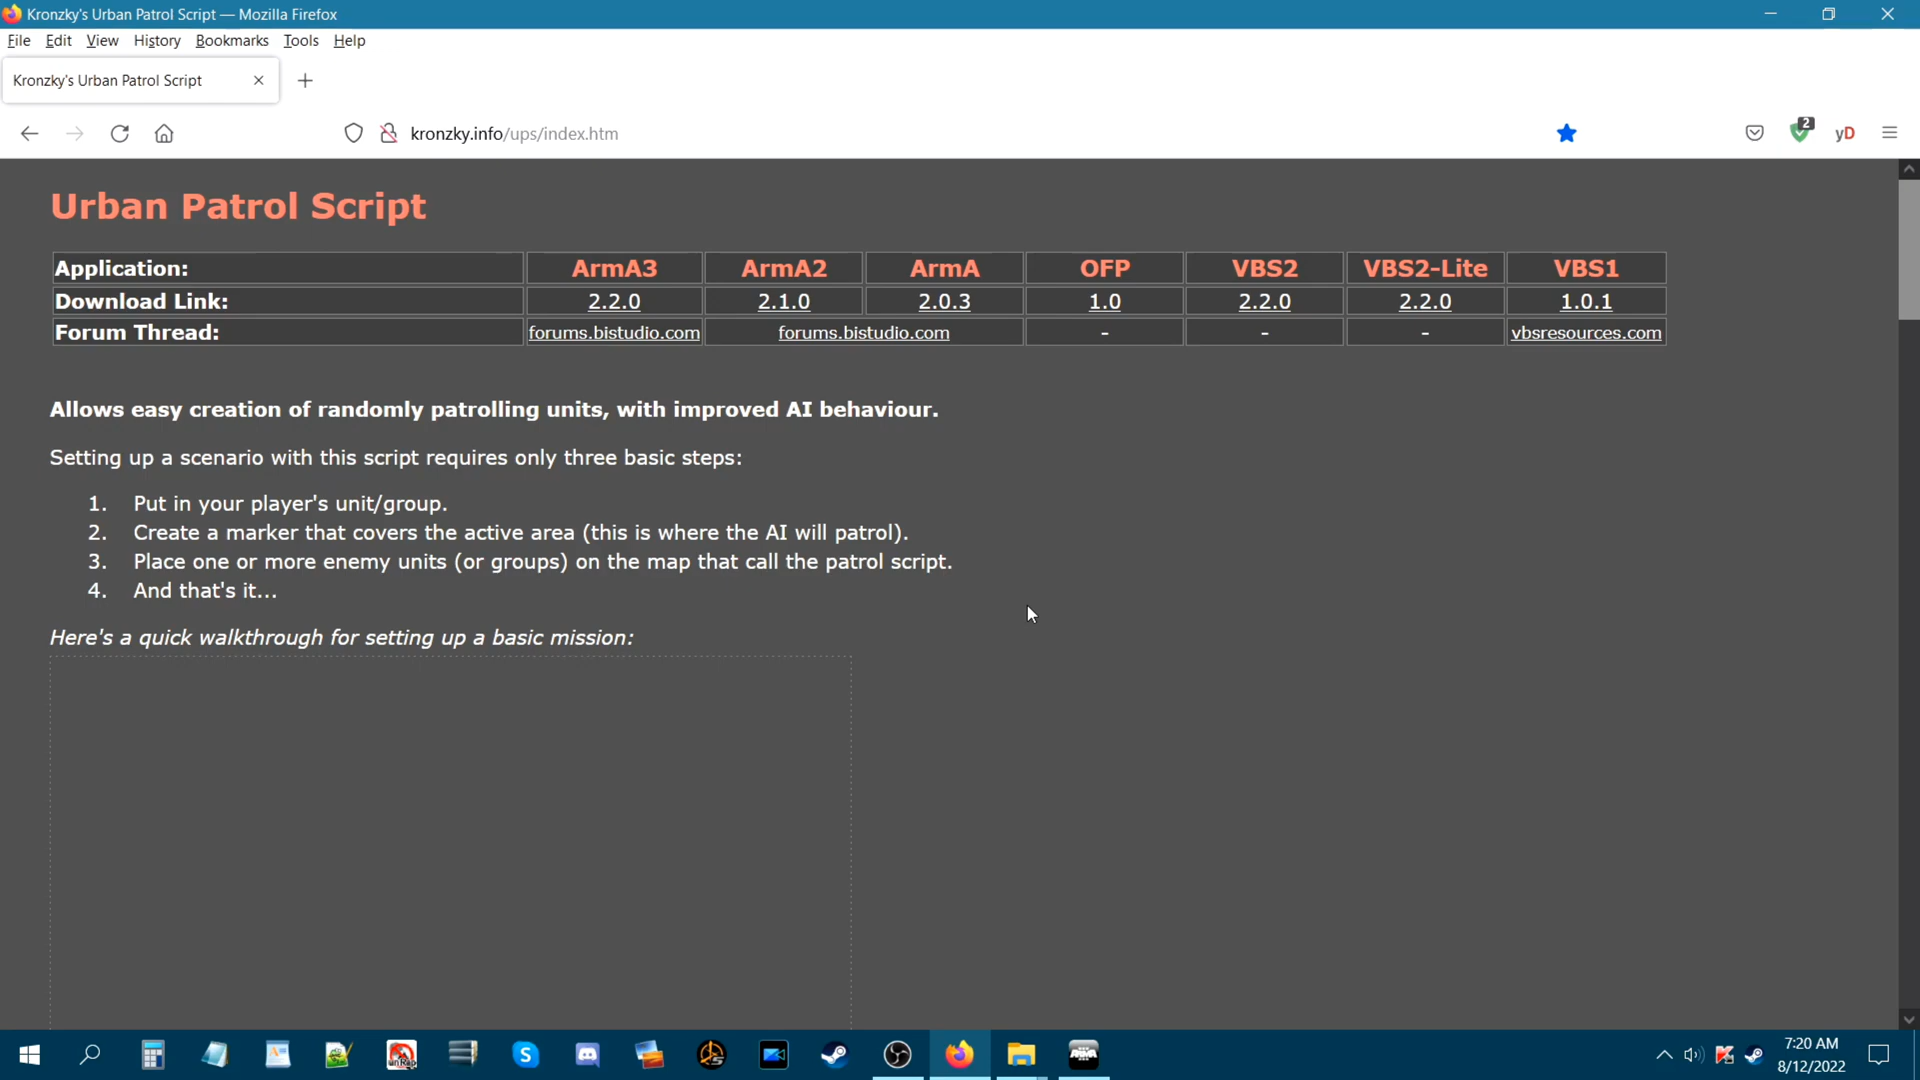 Kronzky's Urban Patrol Script — Mozilla Firefox
File Edit View History Bookmarks Tools Help
Kronzky's Urban Patrol Script
kronzky.info/ups/index.htm
2
yD
Urban Patrol Script
Application: ArmA3 ArmA2 ArmA OFP VBS2 VBS2-Lite VBS1
Download Link: 2.2.0 2.1.0 2.0.3 1.0 2.2.0 2.2.0 1.0.1
Forum Thread: forums.bistudio.com forums.bistudio.com - - - vbsresources.com
Allows easy creation of randomly patrolling units, with improved AI behaviour.
Setting up a scenario with this script requires only three basic steps:
1. Put in your player's unit/group.
2. Create a marker that covers the active area (this is where the AI will patrol).
3. Place one or more enemy units (or groups) on the map that call the patrol script.
4. And that's it...
Here's a quick walkthrough for setting up a basic mission:
7:20 AM
8/12/2022